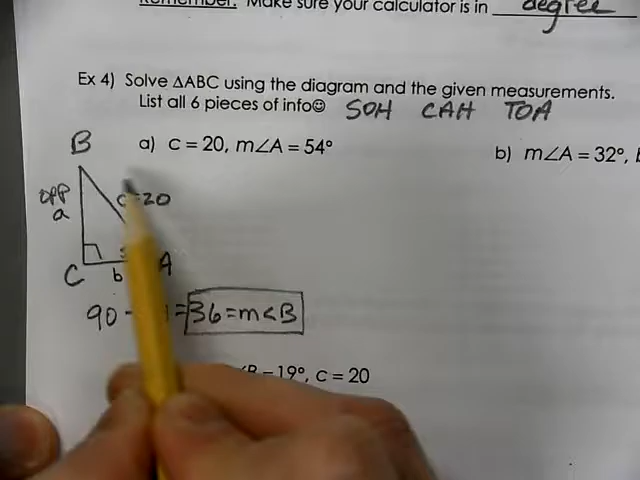 Remember: Make sure your calculator is in degree
Ex 4) Solve ΔABC using the diagram and the given measurements.
List all 6 pieces of info☺ SOH CAH TOA
a) c = 20, m∠A = 54°
b) m∠A = 32°,
B
OPP
a
c=20
C
b
A
90 -
= 36 = m<B
19°, c = 20